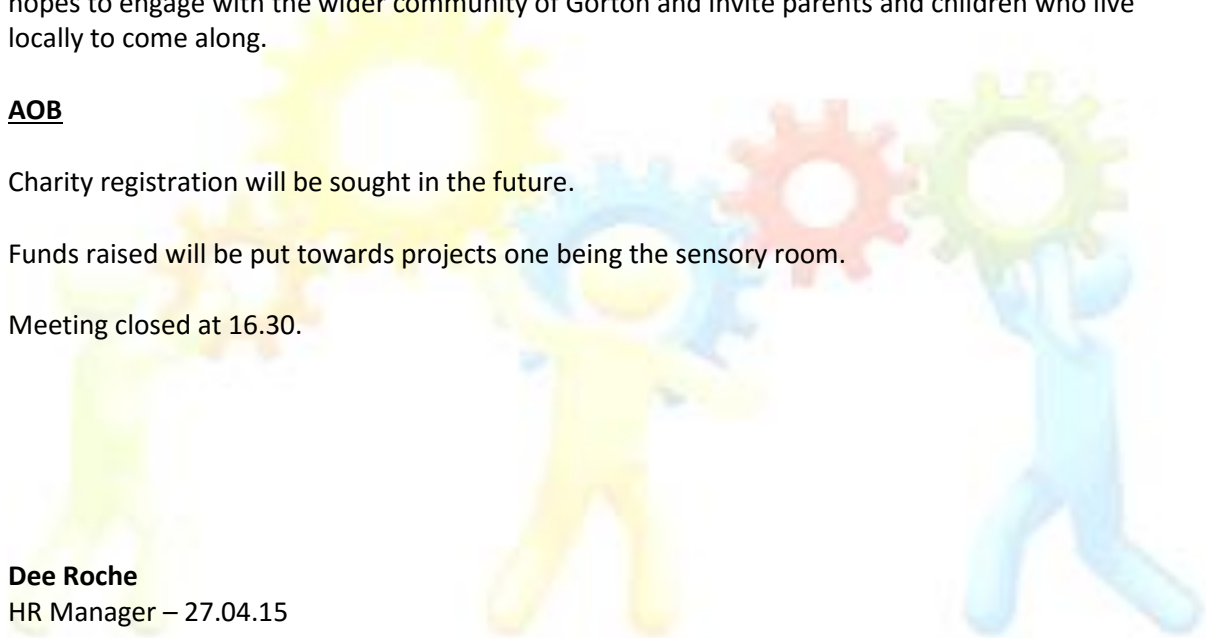 hopes to engage with the wider community of Gorton and invite parents and children who live
locally to come along.
AOB
Charity registration will be sought in the future.
Funds raised will be put towards projects one being the sensory room.
Meeting closed at 16.30.
Dee Roche
HR Manager – 27.04.15